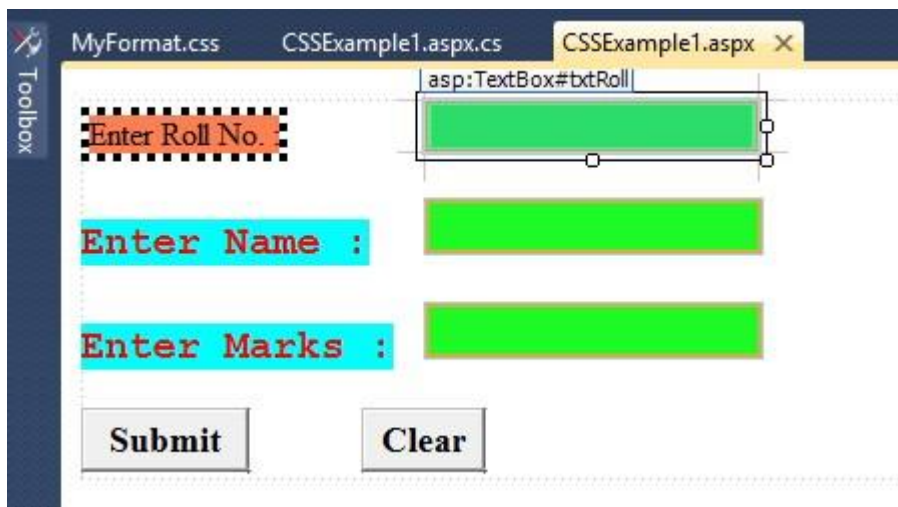 Toolbox
MyFormat.css CSSExample1.aspx.cs CSSExample1.aspx
asp:TextBox#txtRoll
Enter Roll No. :
Enter Name :
Enter Marks :
Submit Clear